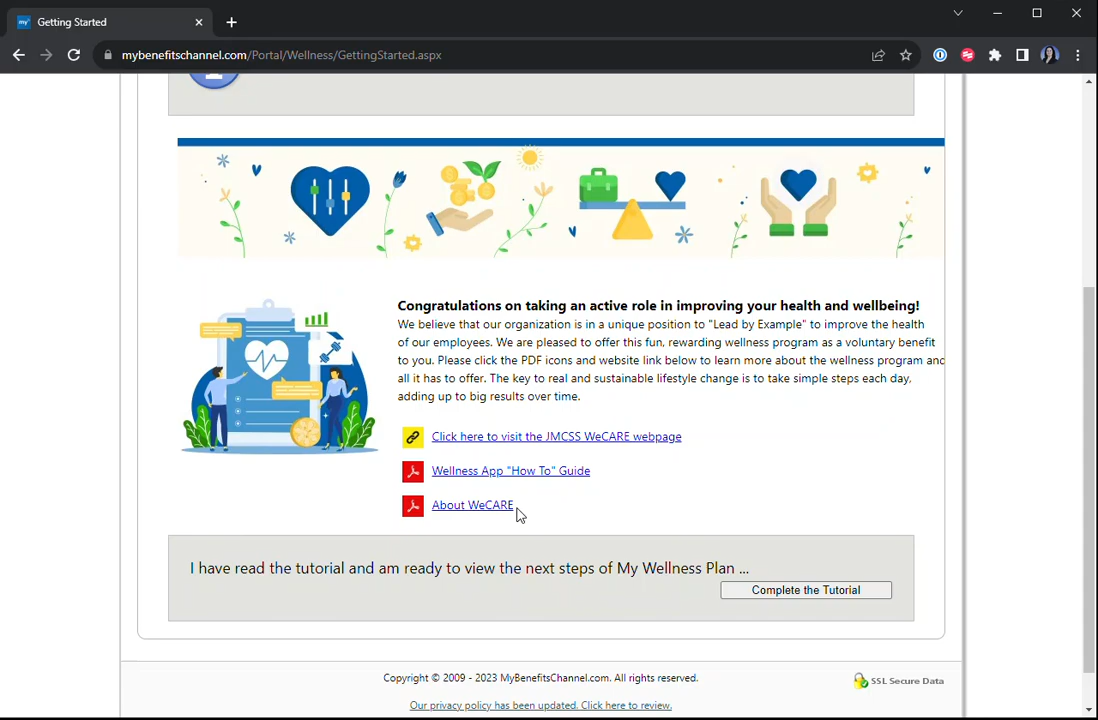 my
Getting Started
mybenefitschannel.com/Portal/Wellness/GettingStarted.aspx
Congratulations on taking an active role in improving your health and wellbeing!
We believe that our organization is in a unique position to "Lead by Example" to improve the health
of our employees. We are pleased to offer this fun, rewarding wellness program as a voluntary benefit
to you. Please click the PDF icons and website link below to learn more about the wellness program and
all it has to offer. The key to real and sustainable lifestyle change is to take simple steps each day,
adding up to big results over time.
Click here to visit the JMCSS WeCARE webpage
Wellness App "How To" Guide
About WeCARE
I have read the tutorial and am ready to view the next steps of My Wellness Plan ...
Complete the Tutorial
Copyright © 2009 - 2023 MyBenefitsChannel.com. All rights reserved.
SSL Secure Data
Our privacy policy has been updated. Click here to review.